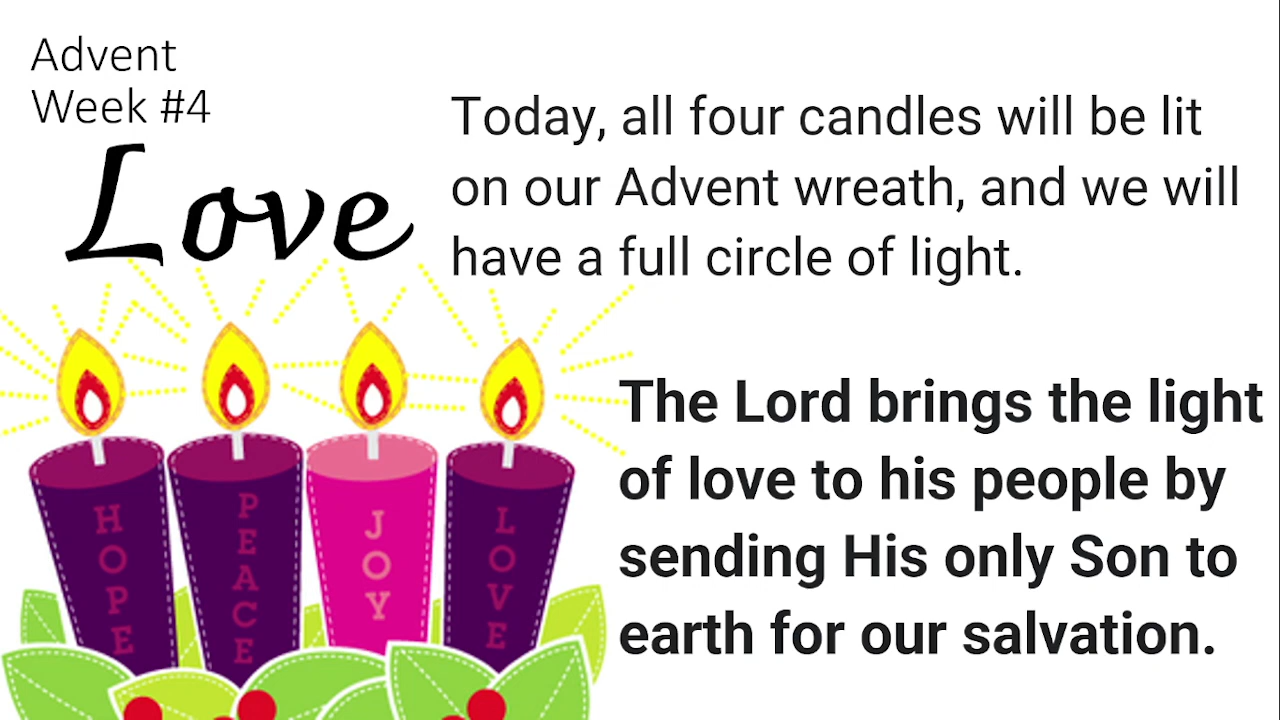 Advent
Week #4
Love
Today, all four candles will be lit
on our Advent wreath, and we will
have a full circle of light.
The Lord brings the light
of love to his people by
sending His only Son to
earth for our salvation.
HOPE
PEACE
JOY
LOVE